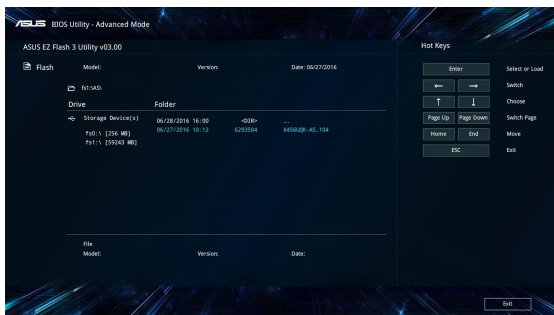 ASUS BIOS Utility - Advanced Mode
ASUS EZ Flash 3 Utility v03.00
Flash
Model: Version: Date: 06/27/2016
fs1:\AS\
Drive Folder
Storage Device(s)
fs0:\ [256 MB]
fs1:\ [59243 MB]
06/28/2016 16:00 <DIR> ..
06/27/2016 10:12 6293504 X456UQK-AS.104
File
Model: Version: Date:
Hot Keys
Enter Select or Load
← → Switch
↑ ↓ Choose
Page Up Page Down Switch Page
Home End Move
ESC Exit
Exit